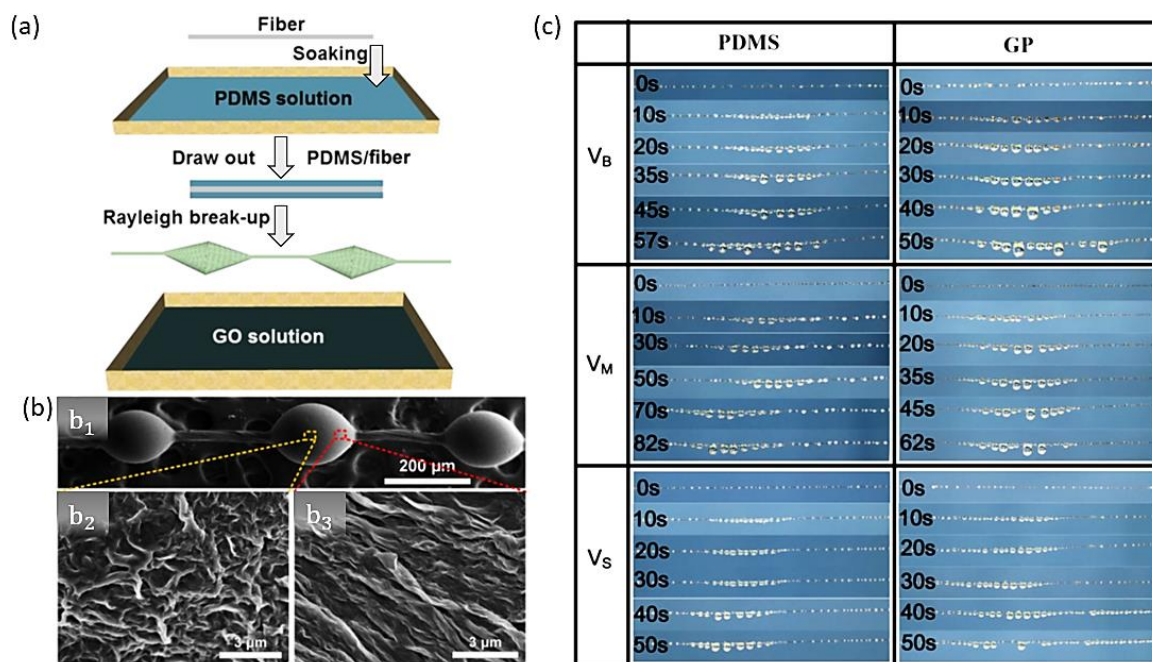 (a)
Fiber
Soaking
PDMS solution
Draw out PDMS/fiber
Rayleigh break-up
GO solution
(b)
b₁
200 µm
b₂
3 µm
b₃
3 µm
(c)
PDMS GP
V_B
0s
10s
20s
35s
45s
57s
0s
10s
20s
30s
40s
50s
V_M
0s
10s
30s
50s
70s
82s
0s
10s
20s
35s
45s
62s
V_S
0s
10s
20s
30s
40s
50s
0s
10s
20s
30s
40s
50s